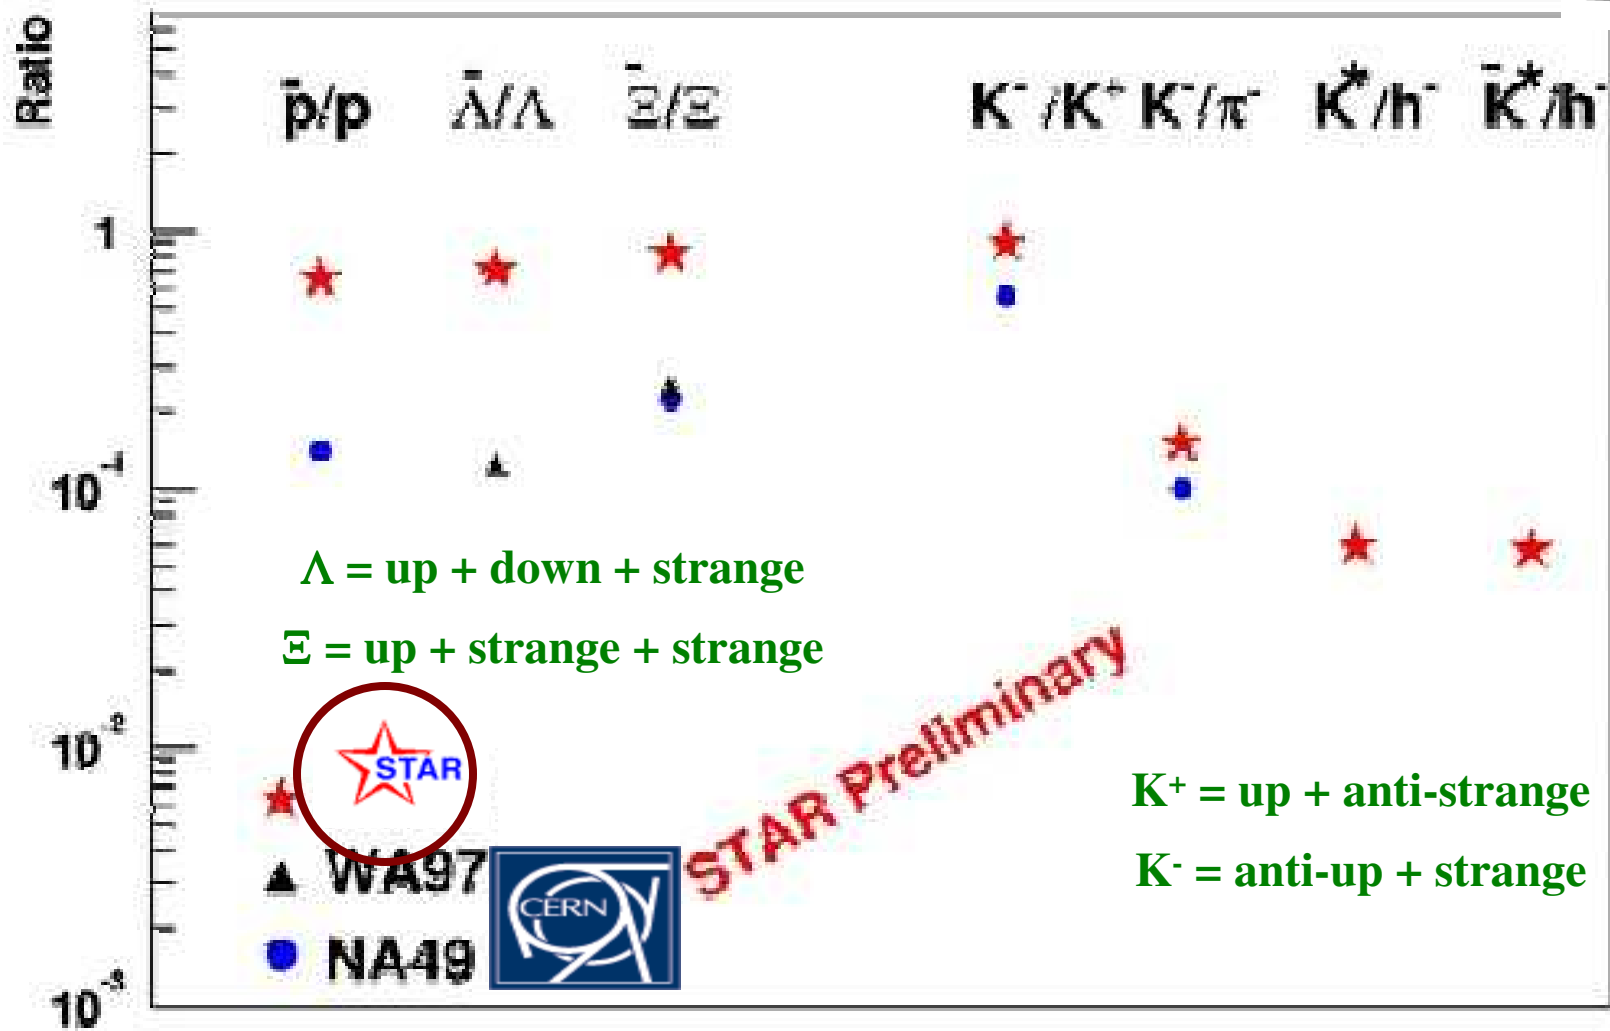 Ratio
p̄/p Λ̄/Λ Ξ̄/Ξ K⁻/K⁺ K⁻/π⁻ K*/h⁻ K̄*/h⁻
1
10⁻¹
Λ = up + down + strange
Ξ = up + strange + strange
10⁻²
STAR
STAR Preliminary
K⁺ = up + anti-strange
K⁻ = anti-up + strange
WA97
CERN
NA49
10⁻³